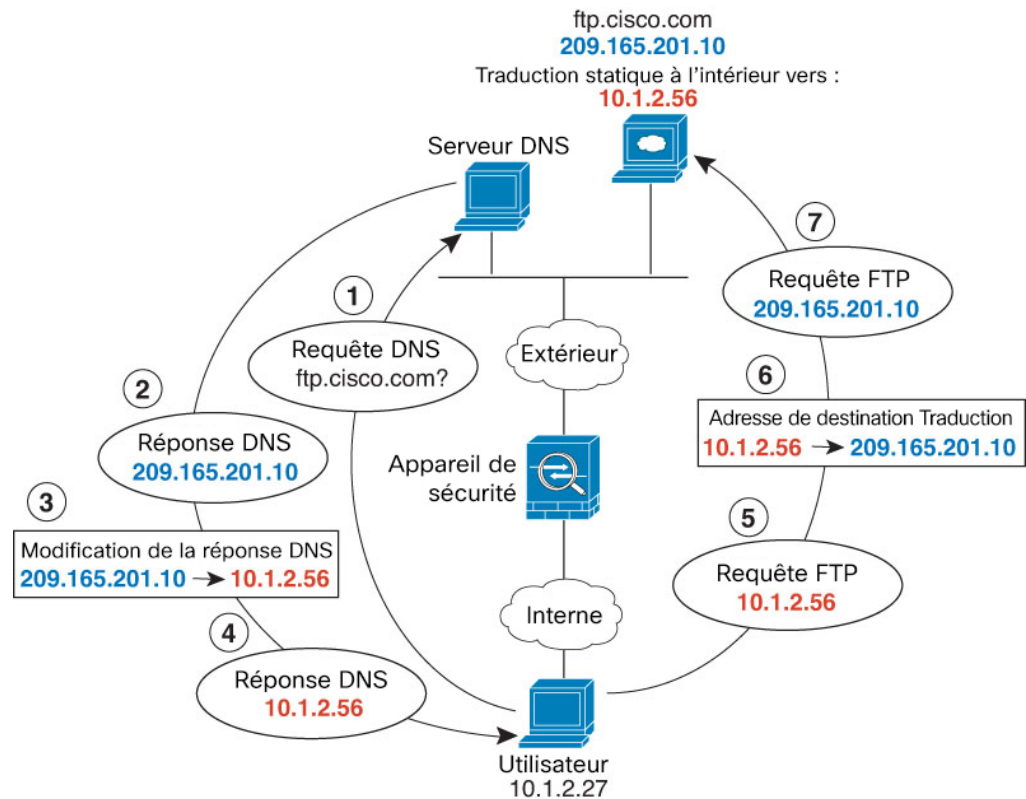 ftp.cisco.com
209.165.201.10
Traduction statique à l'intérieur vers :
10.1.2.56
Serveur DNS
7
Requête FTP
209.165.201.10
1
Requête DNS
ftp.cisco.com?
Extérieur
2
Réponse DNS
209.165.201.10
6
Adresse de destination Traduction
10.1.2.56 → 209.165.201.10
Appareil de
sécurité
3
Modification de la réponse DNS
209.165.201.10 → 10.1.2.56
5
Requête FTP
10.1.2.56
Interne
4
Réponse DNS
10.1.2.56
Utilisateur
10.1.2.27